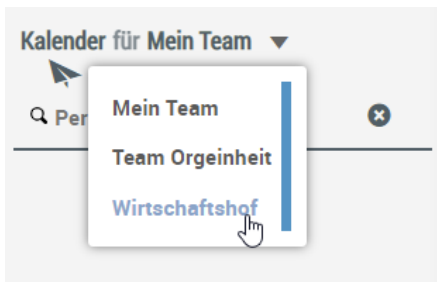 Kalender für Mein Team
Per
Mein Team
Team Orgeinheit
Wirtschaftshof